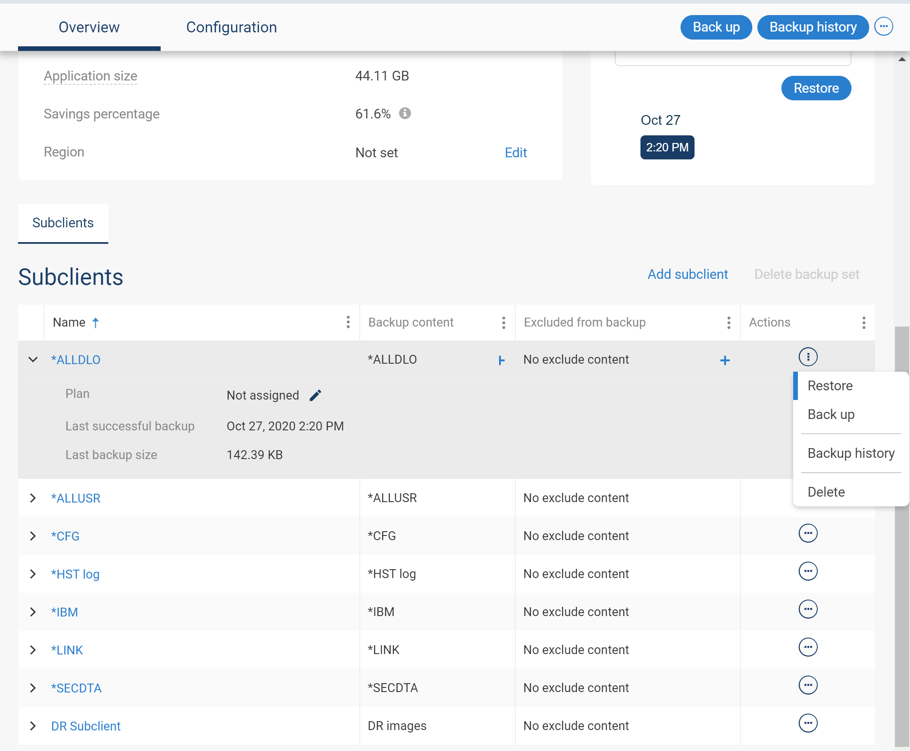 Overview Configuration Back up Backup history
Application size 44.11 GB
Restore
Savings percentage 61.6%
Oct 27
Region Not set Edit
2:20 PM
Subclients
Subclients Add subclient Delete backup set
Name ↑ Backup content Excluded from backup Actions
*ALLDLO *ALLDLO No exclude content
Restore
Plan Not assigned
Back up
Last successful backup Oct 27, 2020 2:20 PM
Last backup size 142.39 KB
Backup history
Delete
*ALLUSR *ALLUSR No exclude content
*CFG *CFG No exclude content
*HST log *HST log No exclude content
*IBM *IBM No exclude content
*LINK *LINK No exclude content
*SECDTA *SECDTA No exclude content
DR Subclient DR images No exclude content